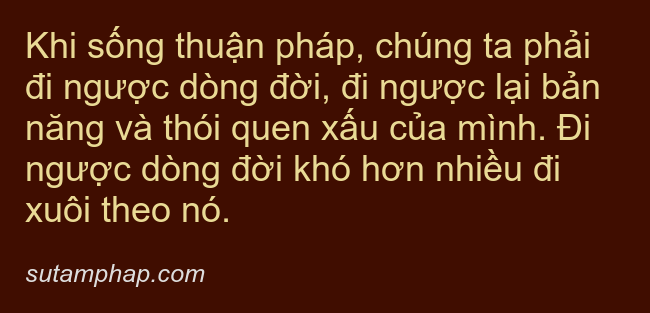 Khi sống thuận pháp, chúng ta phải
đi ngược dòng đời, đi ngược lại bản
năng và thói quen xấu của mình. Đi
ngược dòng đời khó hơn nhiều đi
xuôi theo nó.
sutamphap.com